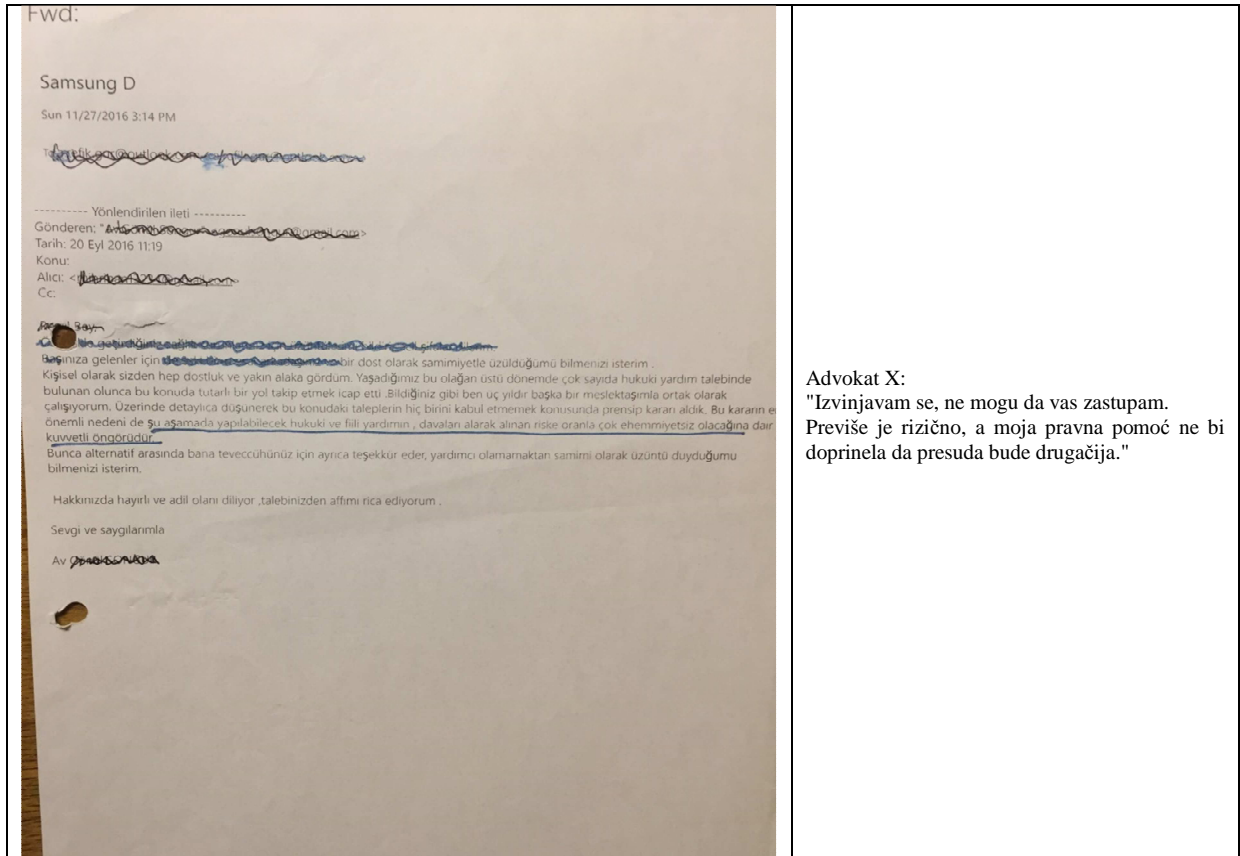 Fwd:
Samsung D
Sun 11/27/2016 3:14 PM
---------- Yönlendirilen ileti ----------
Gönderen: "
Tarih: 20 Eyl 2016 11:19
Konu:
Alıcı: <
Cc:
Başınıza gelenler için bir dost olarak samimiyetle üzüldüğümü bilmenizi isterim .
Kişisel olarak sizden hep dostluk ve yakın alaka gördüm. Yaşadığımız bu olağan üstü dönemde çok sayıda hukuki yardım talebinde
bulunan olunca bu konuda tutarlı bir yol takip etmek icap etti .Bildiğiniz gibi ben üç yıldır başka bir meslektaşımla ortak olarak
çalışıyorum. Üzerinde detaylıca düşünerek bu konudaki taleplerin hiç birini kabul etmemek konusunda prensip kararı aldık. Bu kararın
önemli nedeni de şu aşamada yapılabilecek hukuki ve fiili yardımın , davaları alarak alınan riske oranla çok ehemmiyetsiz olacağına dair
kuvvetli öngörüdür.
Bunca alternatif arasında bana teveccühünüz için ayrıca teşekkür eder, yardımcı olamamaktan samimi olarak üzüntü duyduğumu
bilmenizi isterim.
Hakkınızda hayırlı ve adil olanı diliyor ,talebinizden affımı rica ediyorum .
Sevgi ve saygılarımla
Av
Advokat X:
"Izvinjavam se, ne mogu da vas zastupam.
Previše je rizično, a moja pravna pomoć ne bi
doprinela da presuda bude drugačija."